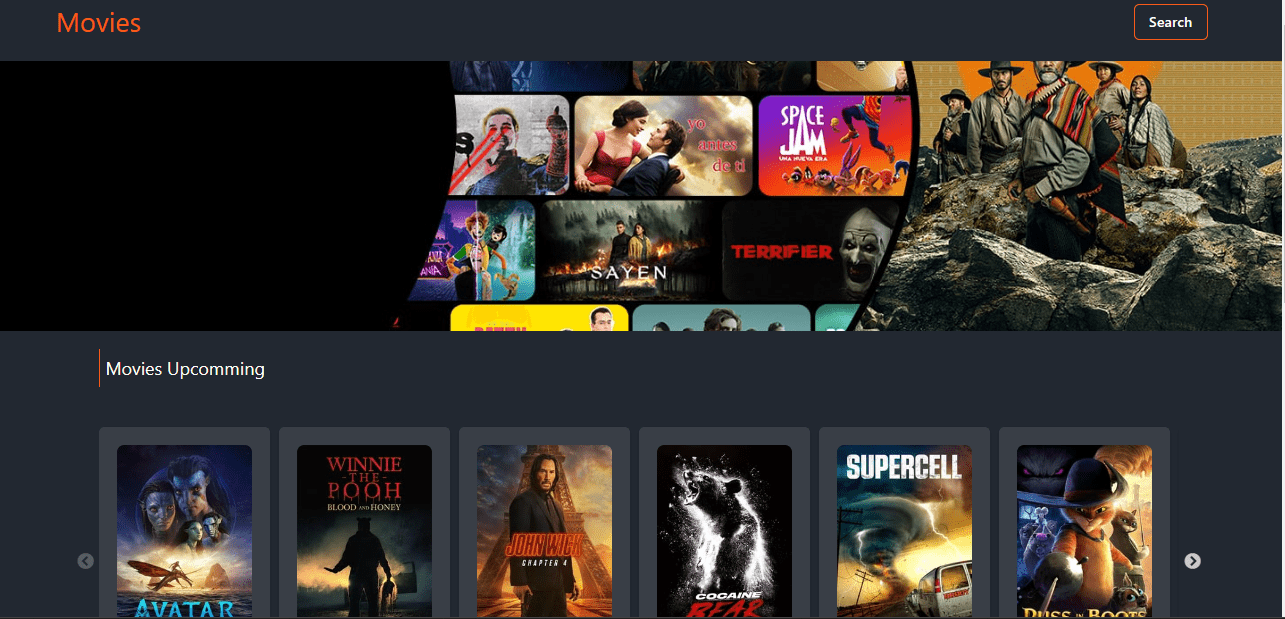 Movies
Search
S
yo
antes
de ti
SPACE
JAM
UNA NUEVA ERA
ANIA
SAYEN
TERRIFIER
Movies Upcomming
AVATAR
WINNIE
-THE-
POOH
BLOOD AND HONEY
JOHN WICK
CHAPTER 4
COCAINE
BEAR
SUPERCELL
PUSS IN BOOTS